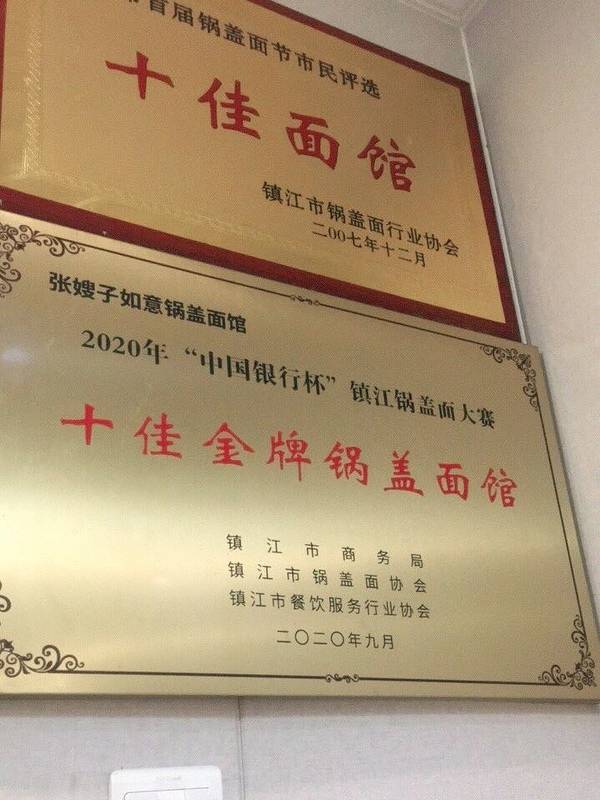 首届锅盖面节市民评选
十佳面馆
镇江市锅盖面行业协会
二00七年十二月
张嫂子如意锅盖面馆
2020年“中国银行杯”镇江锅盖面大赛
十佳金牌锅盖面馆
镇江市商务局
镇江市锅盖面协会
镇江市餐饮服务行业协会
二〇二〇年九月